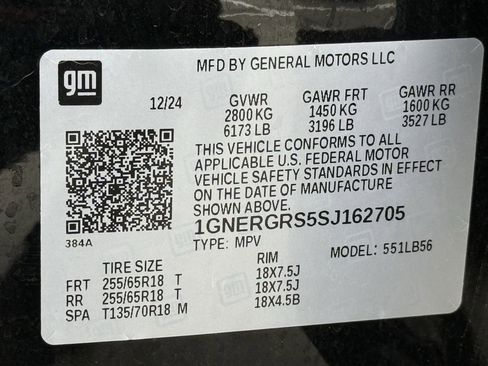 gm
MFD BY GENERAL MOTORS LLC
12/24 GVWR GAWR FRT GAWR RR
2800 KG 1450 KG 1600 KG
6173 LB 3196 LB 3527 LB
THIS VEHICLE CONFORMS TO ALL
APPLICABLE U.S. FEDERAL MOTOR
VEHICLE SAFETY STANDARDS IN EFFECT
ON THE DATE OF MANUFACTURE
SHOWN ABOVE.
1GNERGRS5SJ162705
384A
TYPE: MPV MODEL: 551LB56
TIRE SIZE RIM
FRT 255/65R18 T 18X7.5J
RR 255/65R18 T 18X7.5J
SPA T135/70R18 M 18X4.5B